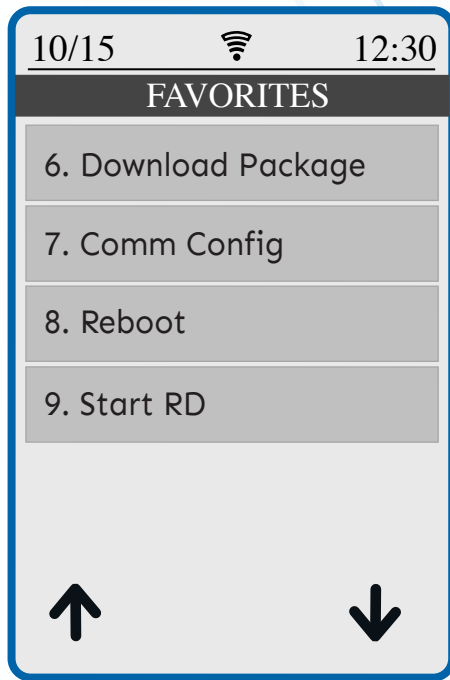 10/15 12:30
FAVORITES
6. Download Package
7. Comm Config
8. Reboot
9. Start RD